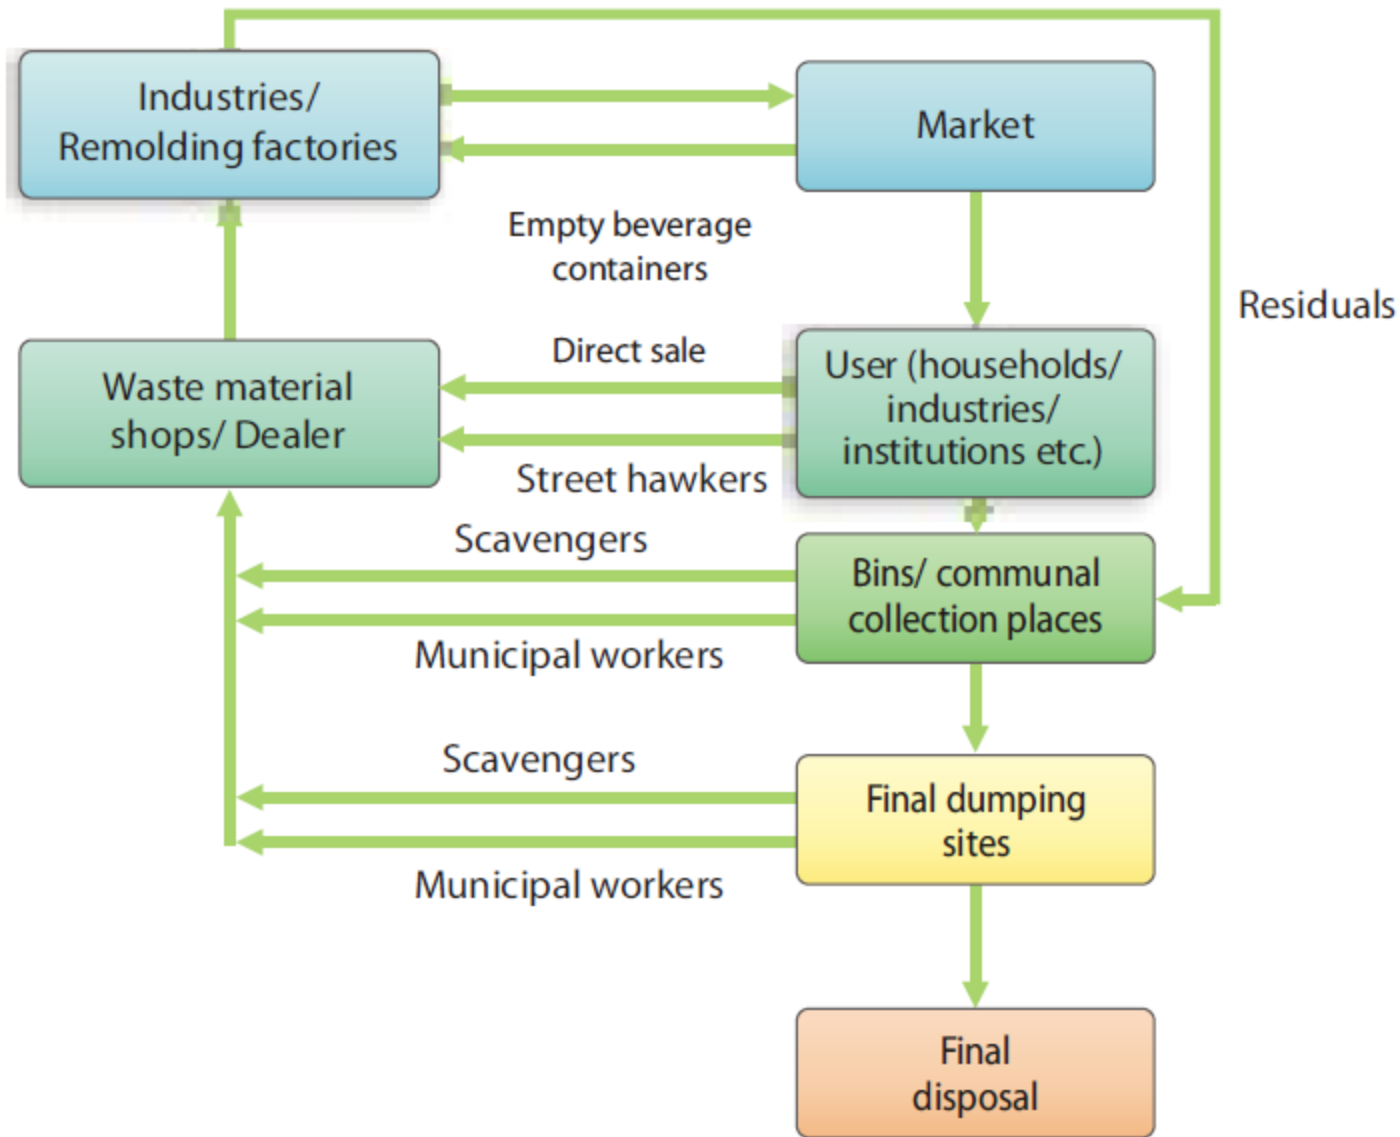 Industries/
Remolding factories
Market
Empty beverage
containers
Residuals
Direct sale
Waste material
shops/ Dealer
User (households/
industries/
institutions etc.)
Street hawkers
Scavengers
Bins/ communal
collection places
Municipal workers
Scavengers
Final dumping
sites
Municipal workers
Final
disposal